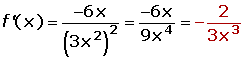 f'(x) = -6x / (3x²)² = -6x / 9x⁴ = - 2 / 3x³